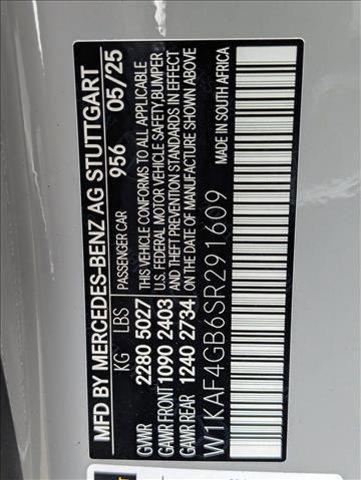 MFD BY MERCEDES-BENZ AG STUTTGART
KG LBS PASSENGER CAR 956 05/25
GVWR 2280 5027 THIS VEHICLE CONFORMS TO ALL APPLICABLE
GAWR FRONT 1090 2403 U.S. FEDERAL MOTOR VEHICLE SAFETY, BUMPER
AND THEFT PREVENTION STANDARDS IN EFFECT
GAWR REAR 1240 2734 ON THE DATE OF MANUFACTURE SHOWN ABOVE
W1KAF4GB6SR291609 MADE IN SOUTH AFRICA